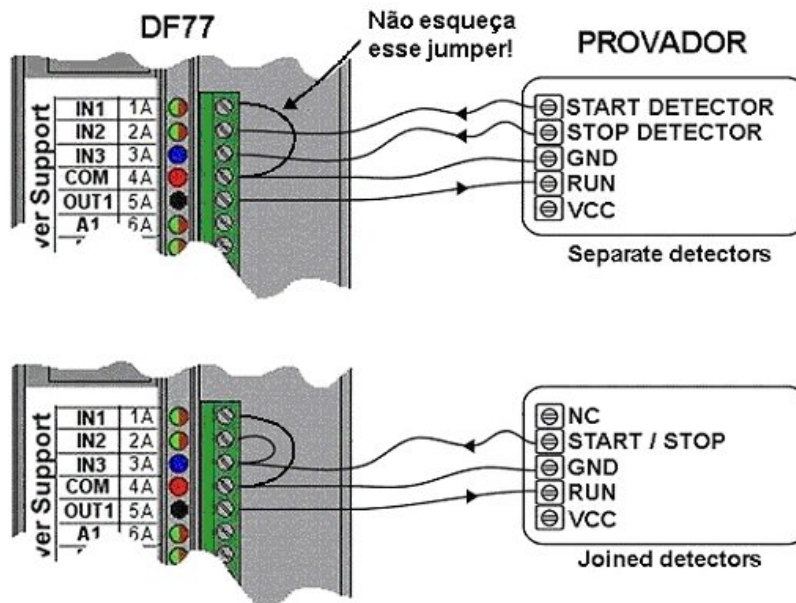 DF77
Não esqueça
esse jumper!
PROVADOR
ver Support
IN1 1A
IN2 2A
IN3 3A
COM 4A
OUT1 5A
A1 6A
START DETECTOR
STOP DETECTOR
GND
RUN
VCC
Separate detectors
ver Support
IN1 1A
IN2 2A
IN3 3A
COM 4A
OUT1 5A
A1 6A
NC
START / STOP
GND
RUN
VCC
Joined detectors